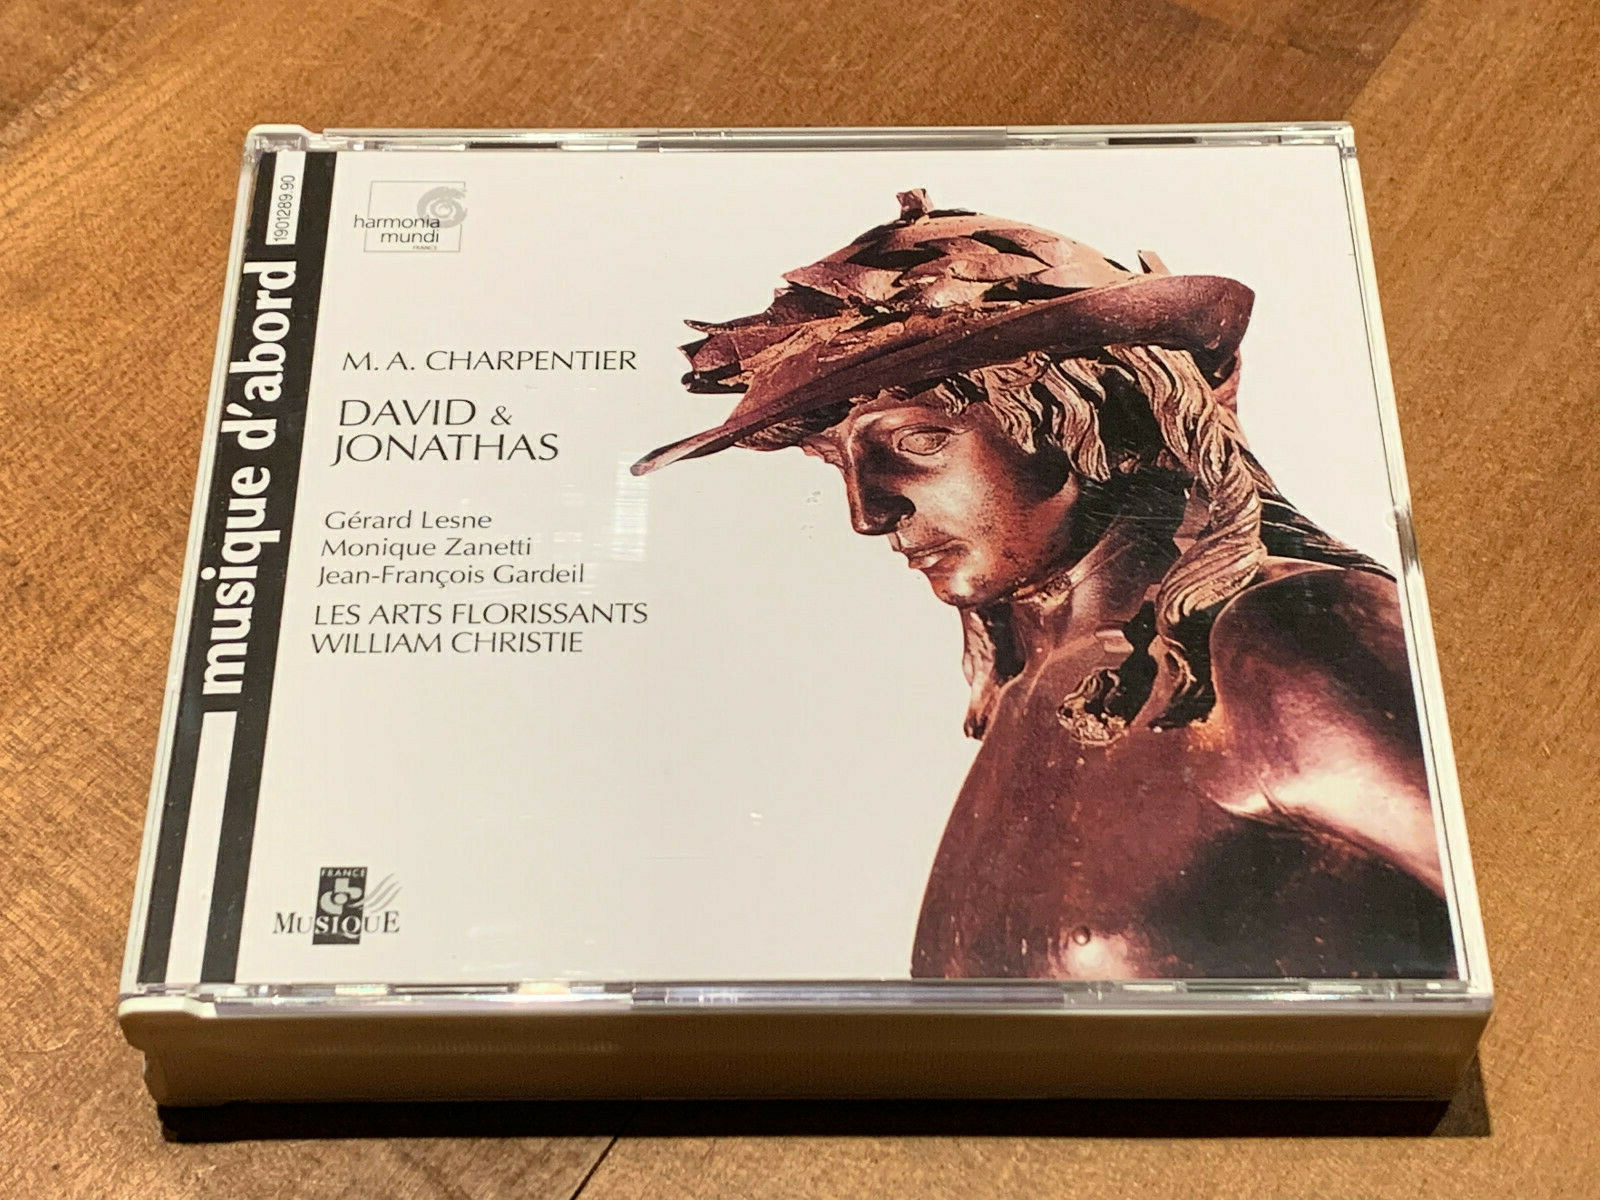 1901289.90
musique d'abord
harmonia
mundi
FRANCE
M. A. CHARPENTIER
DAVID &
JONATHAS
Gérard Lesne
Monique Zanetti
Jean-François Gardeil
LES ARTS FLORISSANTS
WILLIAM CHRISTIE
FRANCE
MUSIQUE